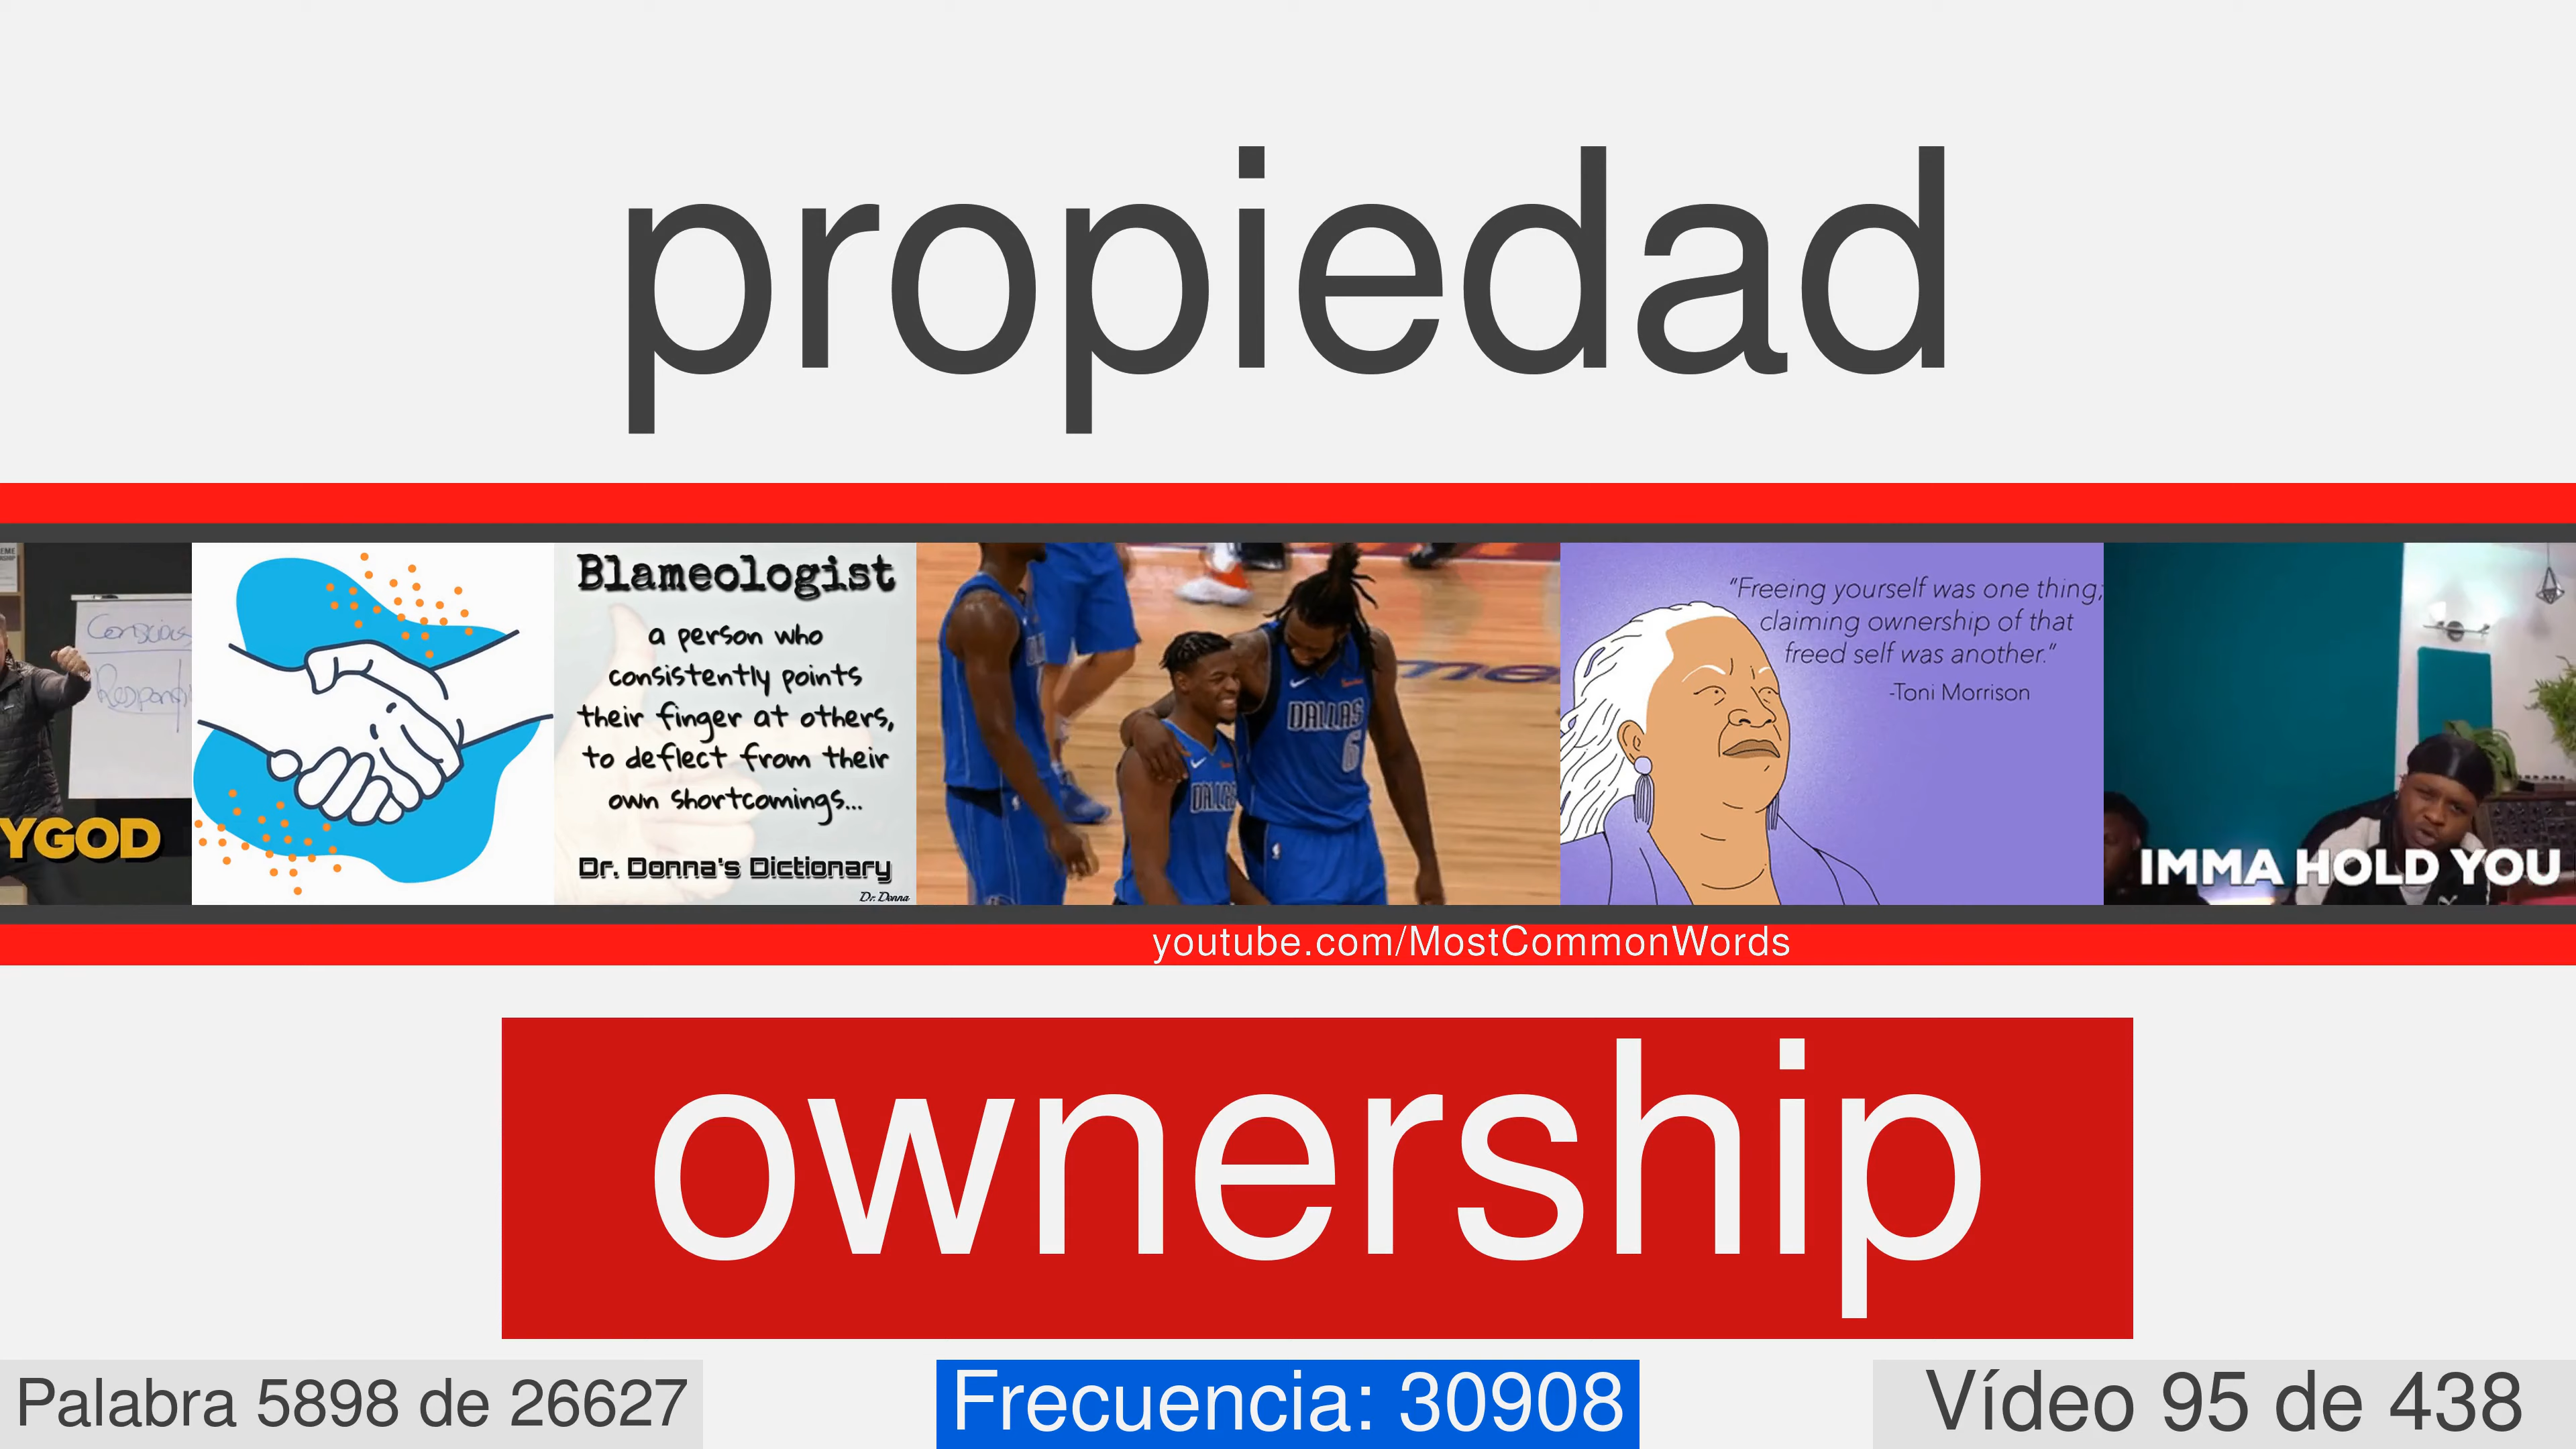 propiedad
YGOD
Blameologist
a person who
consistently points
their finger at others,
to deflect from their
own shortcomings...
Dr. Donna's Dictionary
Dr. Donna
DALLAS
6
"Freeing yourself was one thing;
claiming ownership of that
freed self was another."
-Toni Morrison
IMMA HOLD YOU
youtube.com/MostCommonWords
ownership
Palabra 5898 de 26627
Frecuencia: 30908
Vídeo 95 de 438